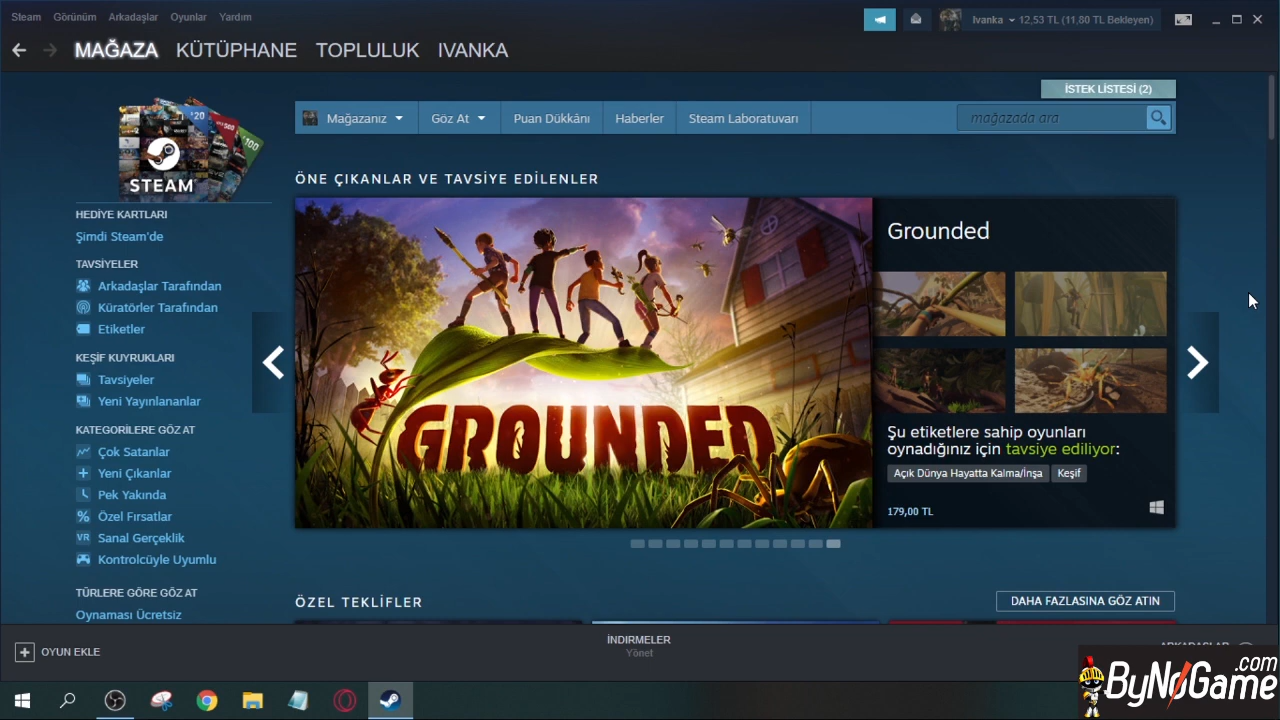 Steam Görünüm Arkadaşlar Oyunlar Yardım
Ivanka 12,53 TL (11,80 TL Bekleyen)
MAĞAZA KÜTÜPHANE TOPLULUK IVANKA
İSTEK LİSTESİ (2)
Mağazanız Göz At Puan Dükkânı Haberler Steam Laboratuvarı mağazada ara
$20
$100
STEAM
HEDİYE KARTLARI
Şimdi Steam'de
TAVSİYELER
Arkadaşlar Tarafından
Küratörler Tarafından
Etiketler
KEŞİF KUYRUKLARI
Tavsiyeler
Yeni Yayınlananlar
KATEGORİLERE GÖZ AT
Çok Satanlar
Yeni Çıkanlar
Pek Yakında
Özel Fırsatlar
VR Sanal Gerçeklik
Kontrolcüyle Uyumlu
TÜRLERE GÖRE GÖZ AT
Oynaması Ücretsiz
ÖNE ÇIKANLAR VE TAVSİYE EDİLENLER
GROUNDED
Grounded
Şu etiketlere sahip oyunları
oynadığınız için tavsiye ediliyor:
Açık Dünya Hayatta Kalma/İnşa Keşif
179,00 TL
ÖZEL TEKLİFLER
DAHA FAZLASINA GÖZ ATIN
OYUN EKLE
İNDİRMELER
Yönet
ByNoGame.com